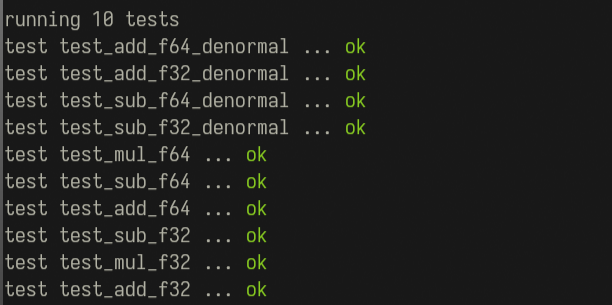 running 10 tests
test test_add_f64_denormal ... ok
test test_add_f32_denormal ... ok
test test_sub_f64_denormal ... ok
test test_sub_f32_denormal ... ok
test test_mul_f64 ... ok
test test_sub_f64 ... ok
test test_add_f64 ... ok
test test_sub_f32 ... ok
test test_mul_f32 ... ok
test test_add_f32 ... ok